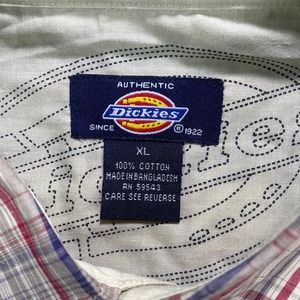 AUTHENTIC
Dickies
SINCE ® 1922
XL
100% COTTON
MADE IN BANGLADESH
RN 59543
CARE SEE REVERSE